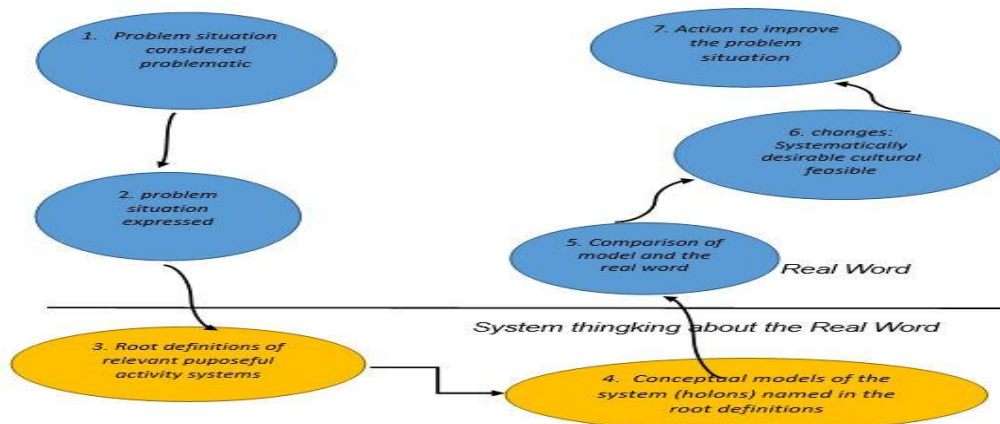 1. Problem situation
considered
problematic
2. problem
situation
expressed
3. Root definitions of
relevant puposeful
activity systems
4. Conceptual models of the
system (holons) named in the
root definitions
5. Comparison of
model and the
real word
6. changes:
Systematically
desirable cultural
feasible
7. Action to improve
the problem
situation
Real Word
System thingking about the Real Word